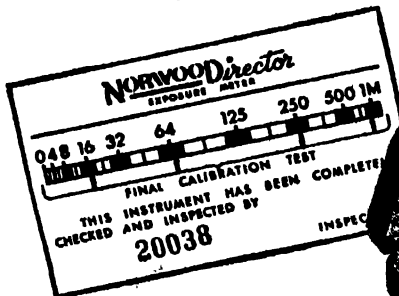 NORWOOD Director
EXPOSURE METER
0 4 8 16 32 64 125 250 500 1M
FINAL CALIBRATION TEST
THIS INSTRUMENT HAS BEEN COMPLETE
CHECKED AND INSPECTED BY
20038 INSPEC